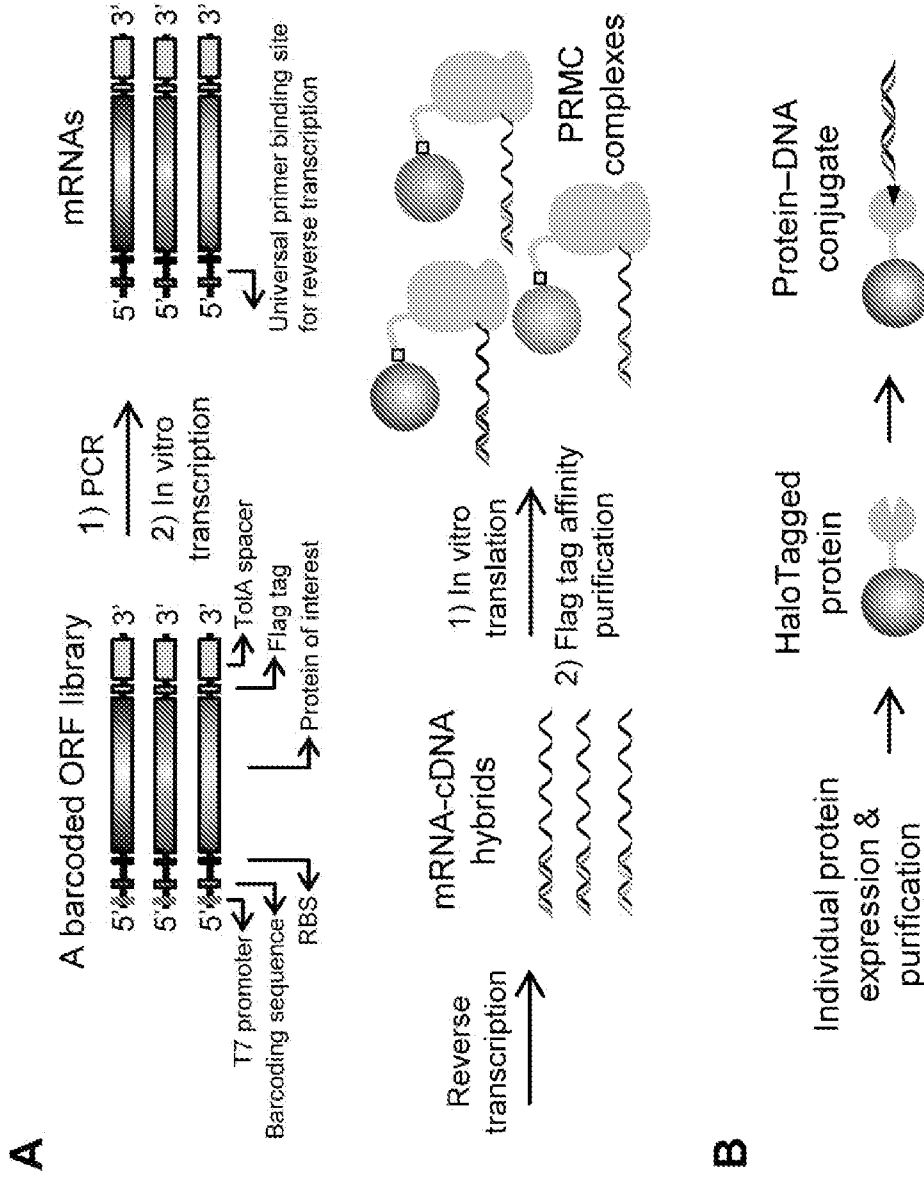 A
A barcoded ORF library
5' 3'
5' 3'
5' 3'
T7 promoter
Barcoding sequence
RBS
Protein of interest
Flag tag
TolA spacer
1) PCR
2) In vitro
transcription
mRNAs
5' 3'
5' 3'
5' 3'
Universal primer binding site
for reverse transcription
Reverse
transcription
mRNA-cDNA
hybrids
1) In vitro
translation
2) Flag tag affinity
purification
PRMC
complexes
B
Individual protein
expression &
purification
HaloTagged
protein
Protein–DNA
conjugate